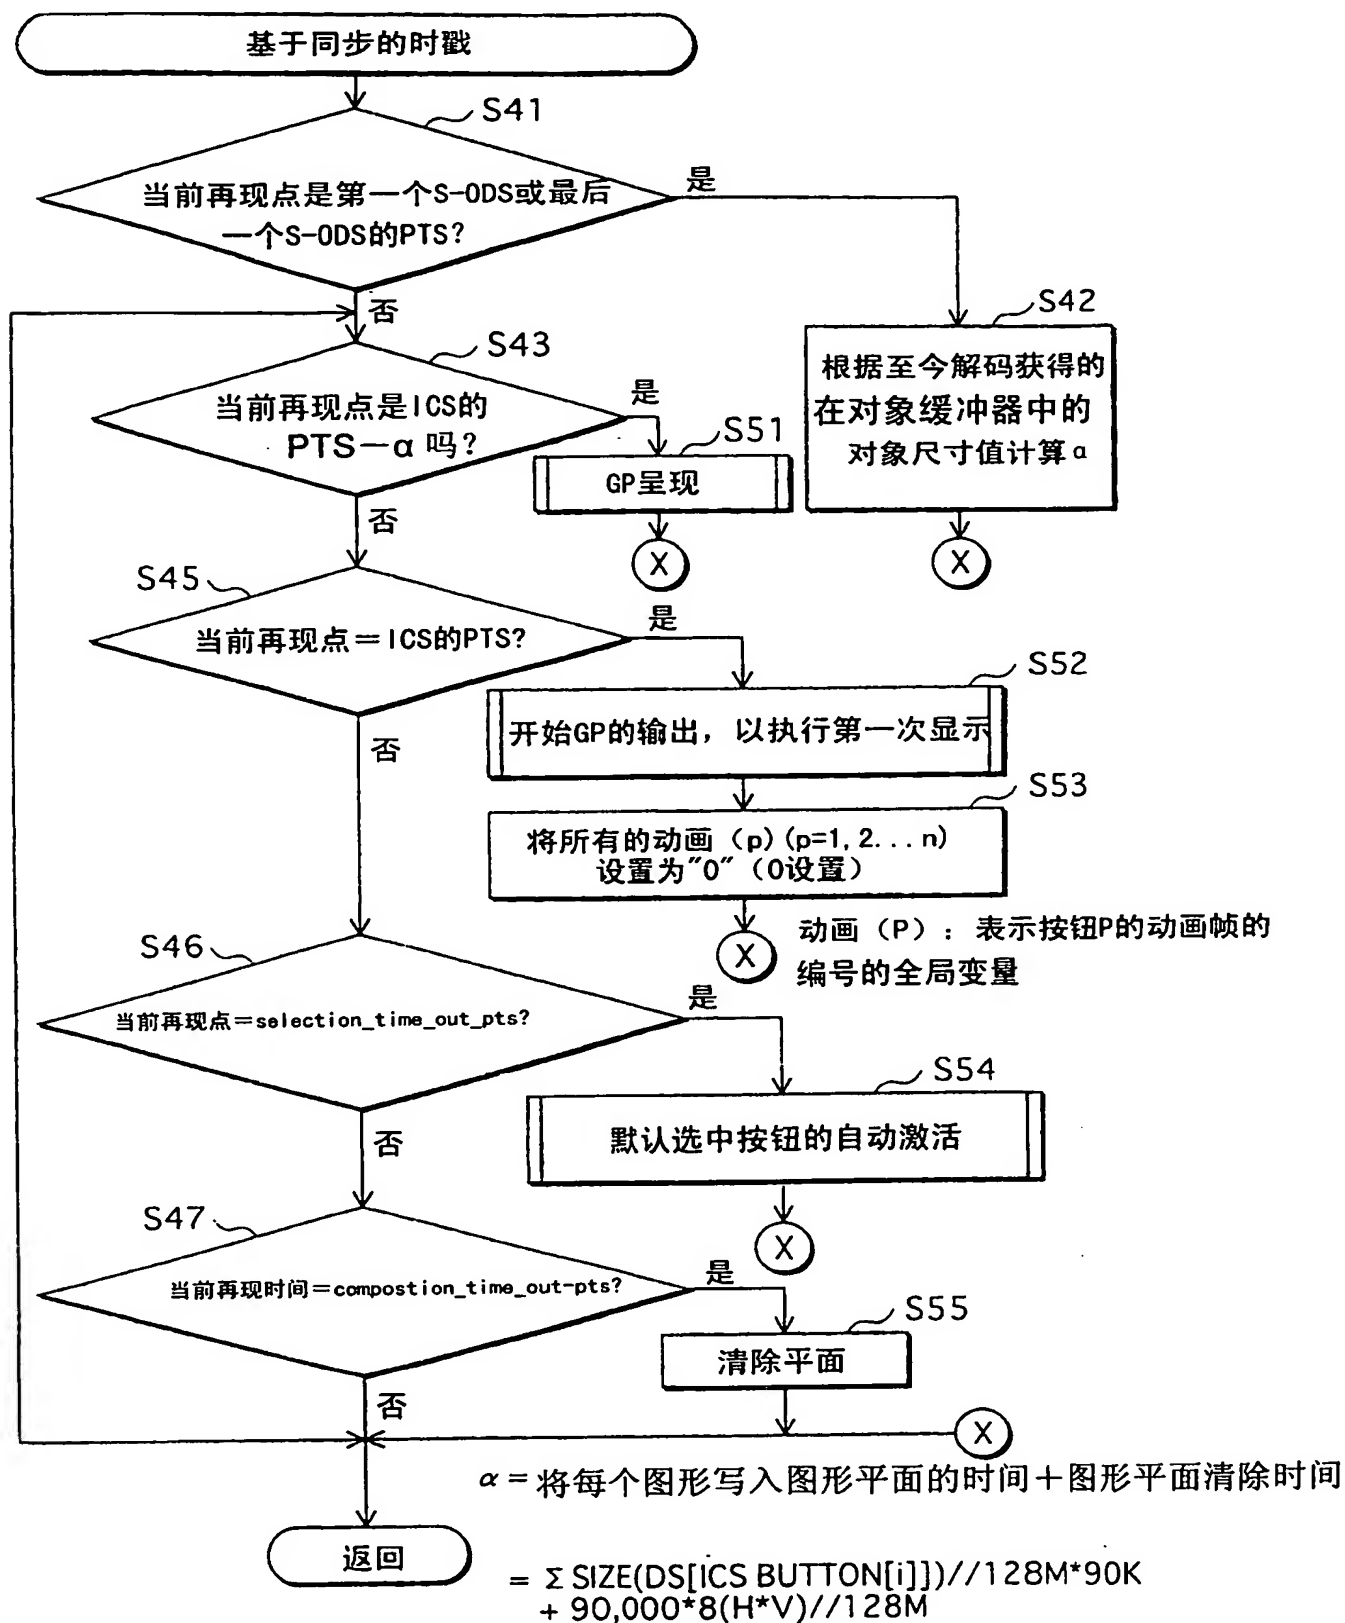 基于同步的时戳
S41
当前再现点是第一个S-ODS或最后
一个S-ODS的PTS?
是
否
S42
根据至今解码获得的
在对象缓冲器中的
对象尺寸值计算α
X
S43
当前再现点是ICS的
PTS－α 吗?
是
S51
GP呈现
X
否
S45
当前再现点＝ICS的PTS?
是
S52
开始GP的输出，以执行第一次显示
S53
将所有的动画（p）(p=1,2...n)
设置为"0"（0设置）
X
动画（P）：表示按钮P的动画帧的
编号的全局变量
否
S46
当前再现点＝selection_time_out_pts?
是
S54
默认选中按钮的自动激活
X
否
S47
当前再现时间＝compostion_time_out-pts?
是
S55
清除平面
否
X
α＝将每个图形写入图形平面的时间＋图形平面清除时间
返回
= Σ SIZE(DS[ICS BUTTON[i]])//128M*90K
+ 90,000*8(H*V)//128M